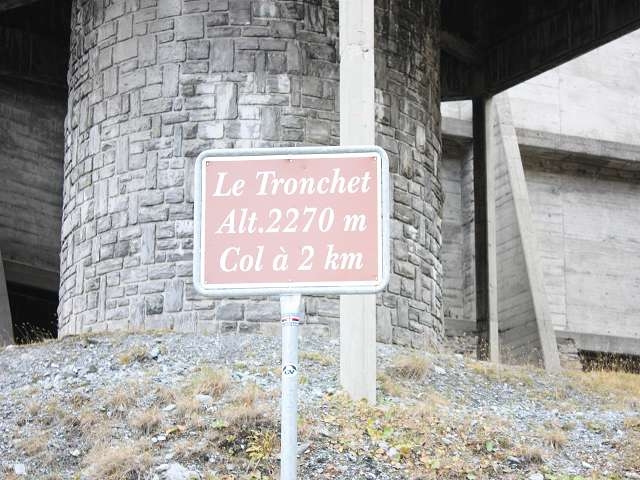 Le Tronchet
Alt.2270 m
Col à 2 km